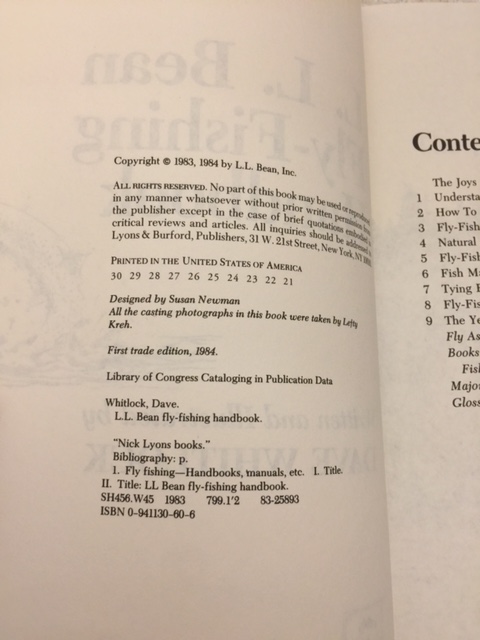 Copyright © 1983, 1984 by L.L. Bean, Inc.
ALL RIGHTS RESERVED. No part of this book may be used or reproduced
in any manner whatsoever without prior written permission from
the publisher except in the case of brief quotations embodied in
critical reviews and articles. All inquiries should be addressed to
Lyons & Burford, Publishers, 31 W. 21st Street, New York, NY
PRINTED IN THE UNITED STATES OF AMERICA
30 29 28 27 26 25 24 23 22 21
Designed by Susan Newman
All the casting photographs in this book were taken by Lefty
Kreh.
First trade edition, 1984.
Library of Congress Cataloging in Publication Data
Whitlock, Dave.
L.L. Bean fly-fishing handbook.
"Nick Lyons books."
Bibliography: p.
1. Fly fishing—Handbooks, manuals, etc. I. Title.
II. Title: LL Bean fly-fishing handbook.
SH456.W45 1983 799.1'2 83-25893
ISBN 0-941130-60-6
Conte
The Joys
1 Understa
2 How To
3 Fly-Fish
4 Natural
5 Fly-Fish
6 Fish Ma
7 Tying F
8 Fly-Fis
9 The Ye
Fly As
Books
Fish
Major
Gloss